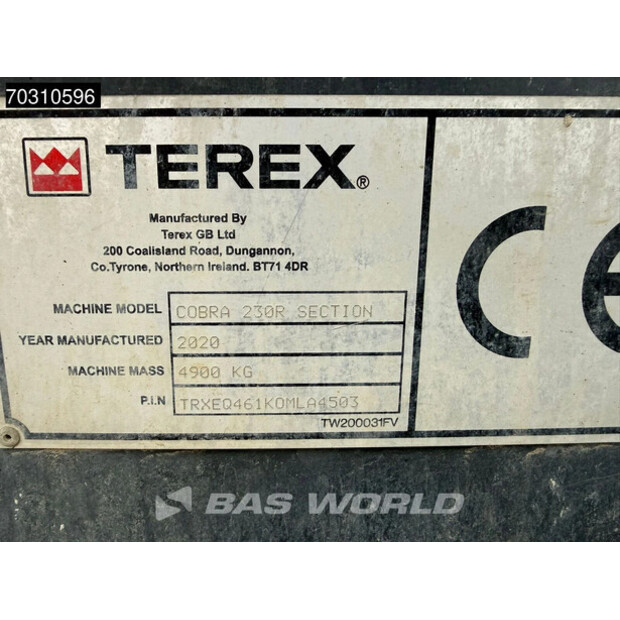 70310596
TEREX®
Manufactured By
Terex GB Ltd
200 Coalisland Road, Dungannon,
Co.Tyrone, Northern Ireland. BT71 4DR
MACHINE MODEL COBRA 230R SECTION
YEAR MANUFACTURED 2020
MACHINE MASS 4900 KG
P.I.N TRXEQ461KOMLA4503
TW200031FV
CE
BAS WORLD